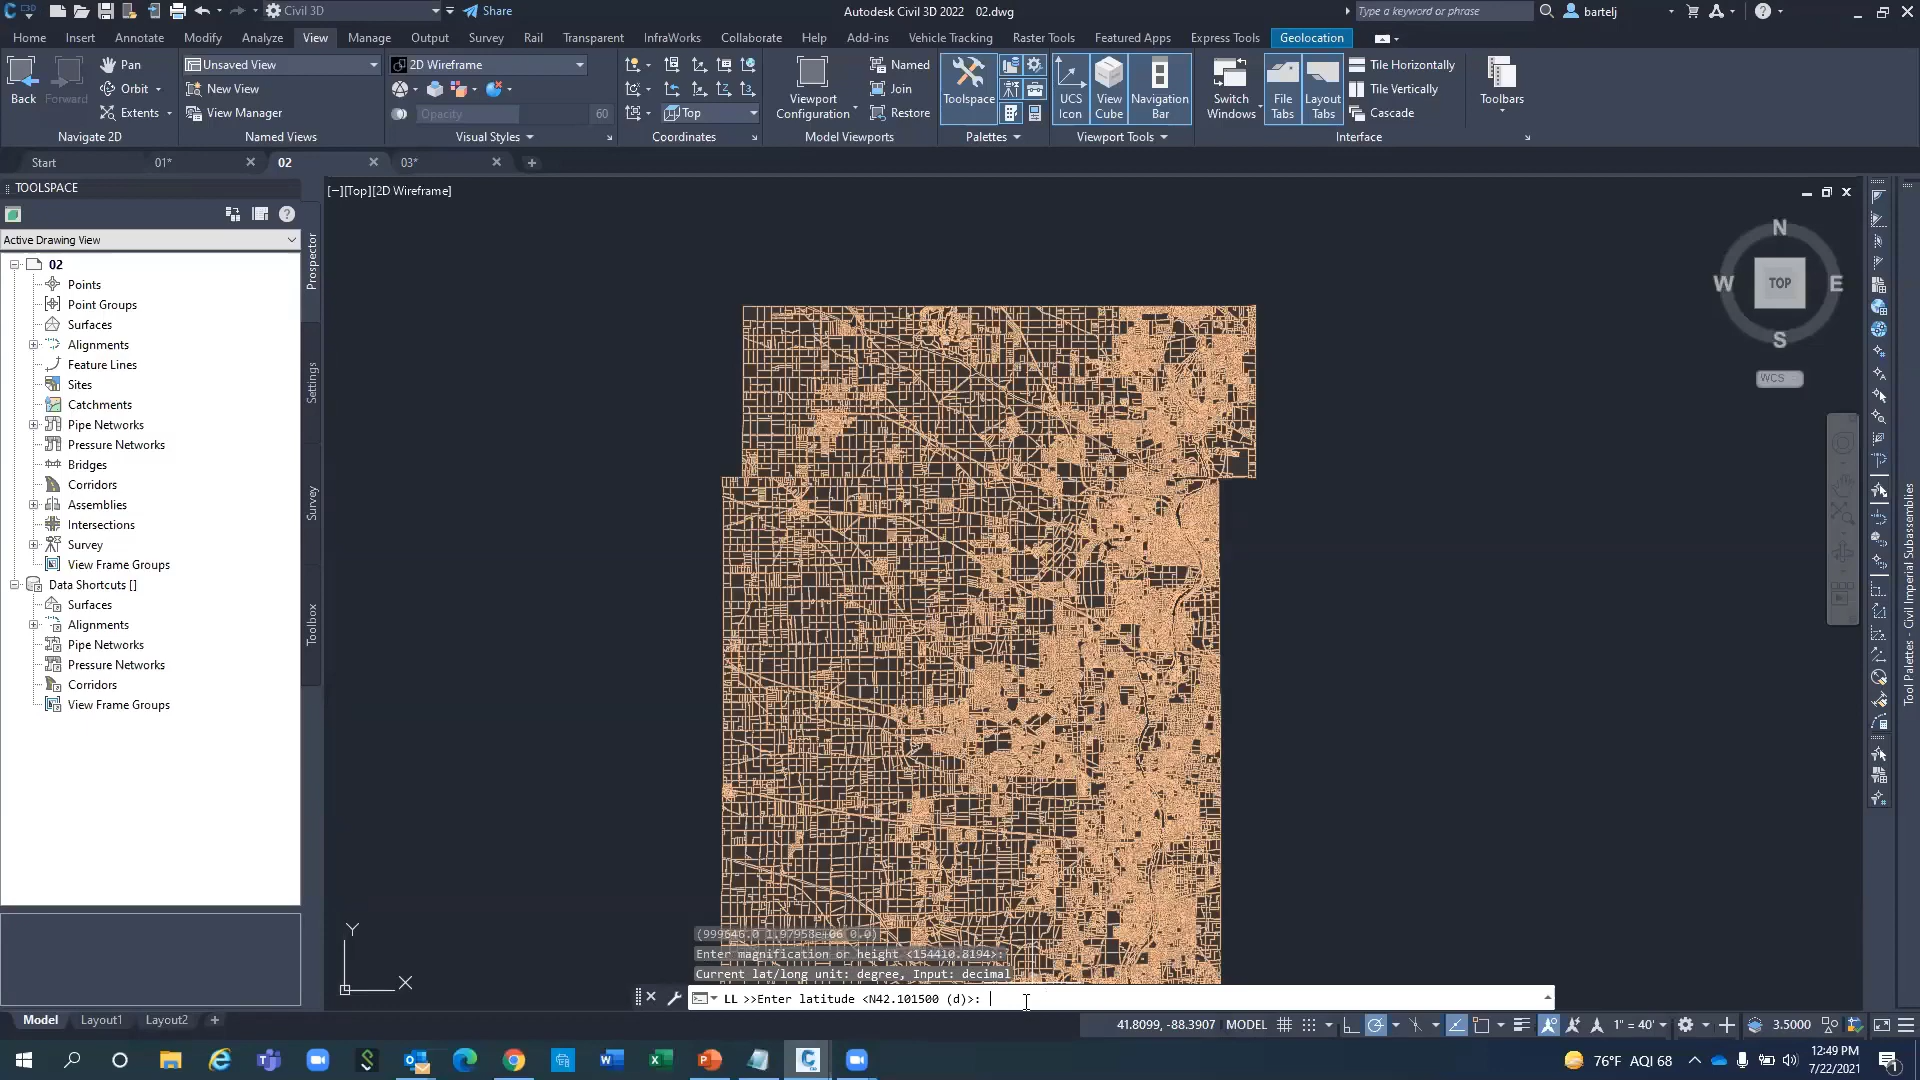 Civil 3D
Share
Autodesk Civil 3D 2022 02.dwg
Type a keyword or phrase
bartelj
Home Insert Annotate Modify Analyze View Manage Output Survey Rail Transparent InfraWorks Collaborate Help Add-ins Vehicle Tracking Raster Tools Featured Apps Express Tools Geolocation
Back
Forward
Pan
Orbit
Extents
Navigate 2D
Unsaved View
New View
View Manager
Named Views
2D Wireframe
Opacity 60
Visual Styles
Top
Coordinates
Viewport
Configuration
Named
Join
Restore
Model Viewports
Toolspace
Palettes
UCS
Icon
View
Cube
Navigation
Bar
Viewport Tools
Switch
Windows
File
Tabs
Layout
Tabs
Tile Horizontally
Tile Vertically
Cascade
Interface
Toolbars
Start 01* 02 03*
TOOLSPACE
Active Drawing View
02
Points
Point Groups
Surfaces
Alignments
Feature Lines
Sites
Catchments
Pipe Networks
Pressure Networks
Bridges
Corridors
Assemblies
Intersections
Survey
View Frame Groups
Data Shortcuts []
Surfaces
Alignments
Pipe Networks
Pressure Networks
Corridors
View Frame Groups
Prospector
Settings
Survey
Toolbox
[−][Top][2D Wireframe]
N
W TOP E
S
WCS
Tool Palettes - Civil Imperial Subassemblies
Y
X
(999646.0 1.97958e+06 0.0)
Enter magnification or height <154410.8194>:
Current lat/long unit: degree, Input: decimal
LL >>Enter latitude <N42.101500 (d)>:
Model Layout1 Layout2
41.8099, -88.3907 MODEL
1" = 40'
3.5000
76°F AQI 68
12:49 PM
7/22/2021